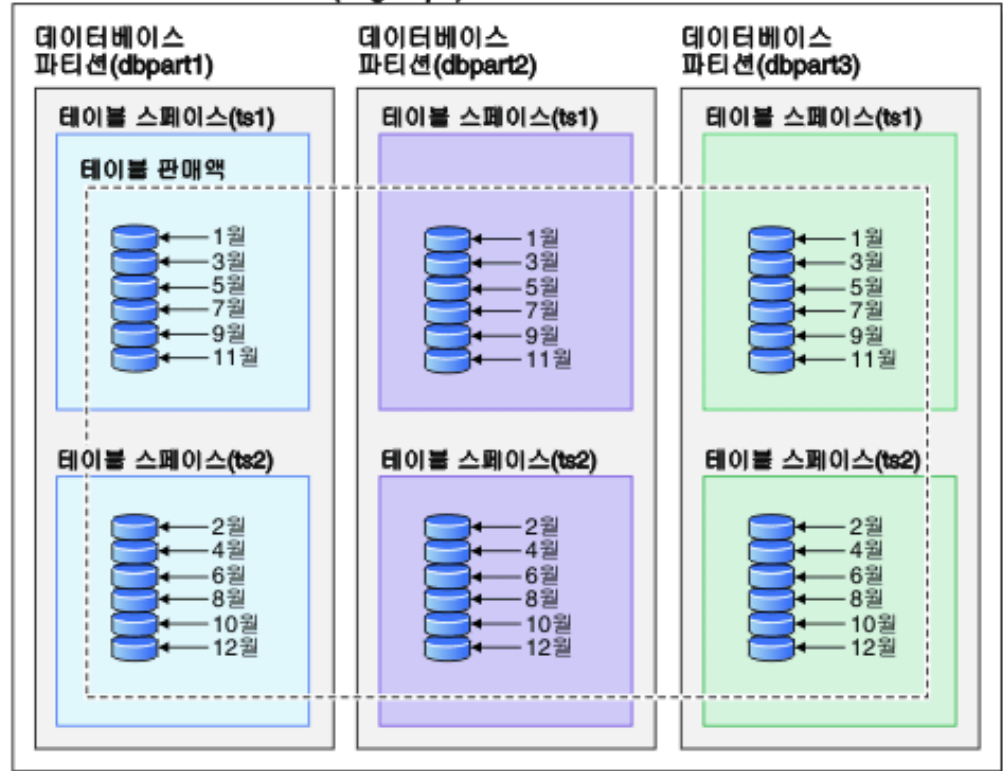 데이터베이스
파티션(dbpart1)
테이블 스페이스(ts1)
테이블 판매액
1월
3월
5월
7월
9월
11월
테이블 스페이스(ts2)
2월
4월
6월
8월
10월
12월
데이터베이스
파티션(dbpart2)
테이블 스페이스(ts1)
1월
3월
5월
7월
9월
11월
테이블 스페이스(ts2)
2월
4월
6월
8월
10월
12월
데이터베이스
파티션(dbpart3)
테이블 스페이스(ts1)
1월
3월
5월
7월
9월
11월
테이블 스페이스(ts2)
2월
4월
6월
8월
10월
12월